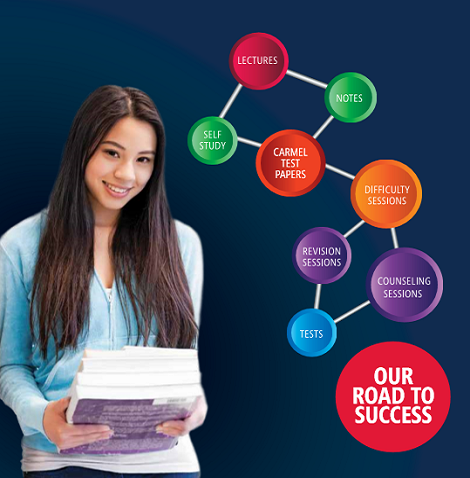 LECTURES
NOTES
SELF
STUDY
CARMEL
TEST
PAPERS
DIFFICULTY
SESSIONS
REVISION
SESSIONS
COUNSELING
SESSIONS
TESTS
OUR
ROAD TO
SUCCESS